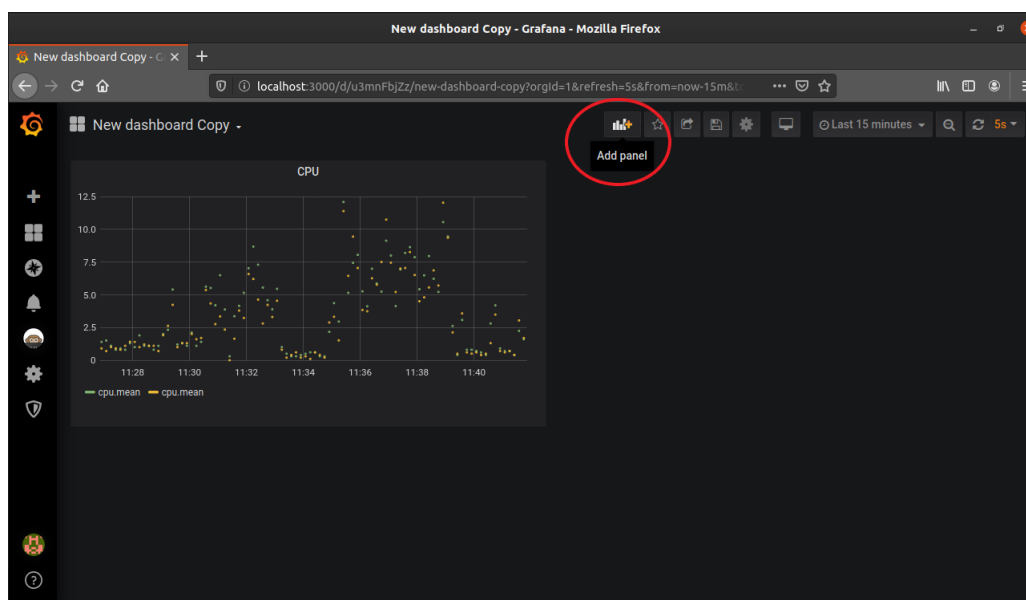 New dashboard Copy - Grafana - Mozilla Firefox
New dashboard Copy - G
localhost:3000/d/u3mnFbjZz/new-dashboard-copy?orgId=1&refresh=5s&from=now-15m&t
New dashboard Copy
Last 15 minutes
5s
Add panel
CPU
12.5
10.0
7.5
5.0
2.5
0
11:28 11:30 11:32 11:34 11:36 11:38 11:40
cpu.mean cpu.mean